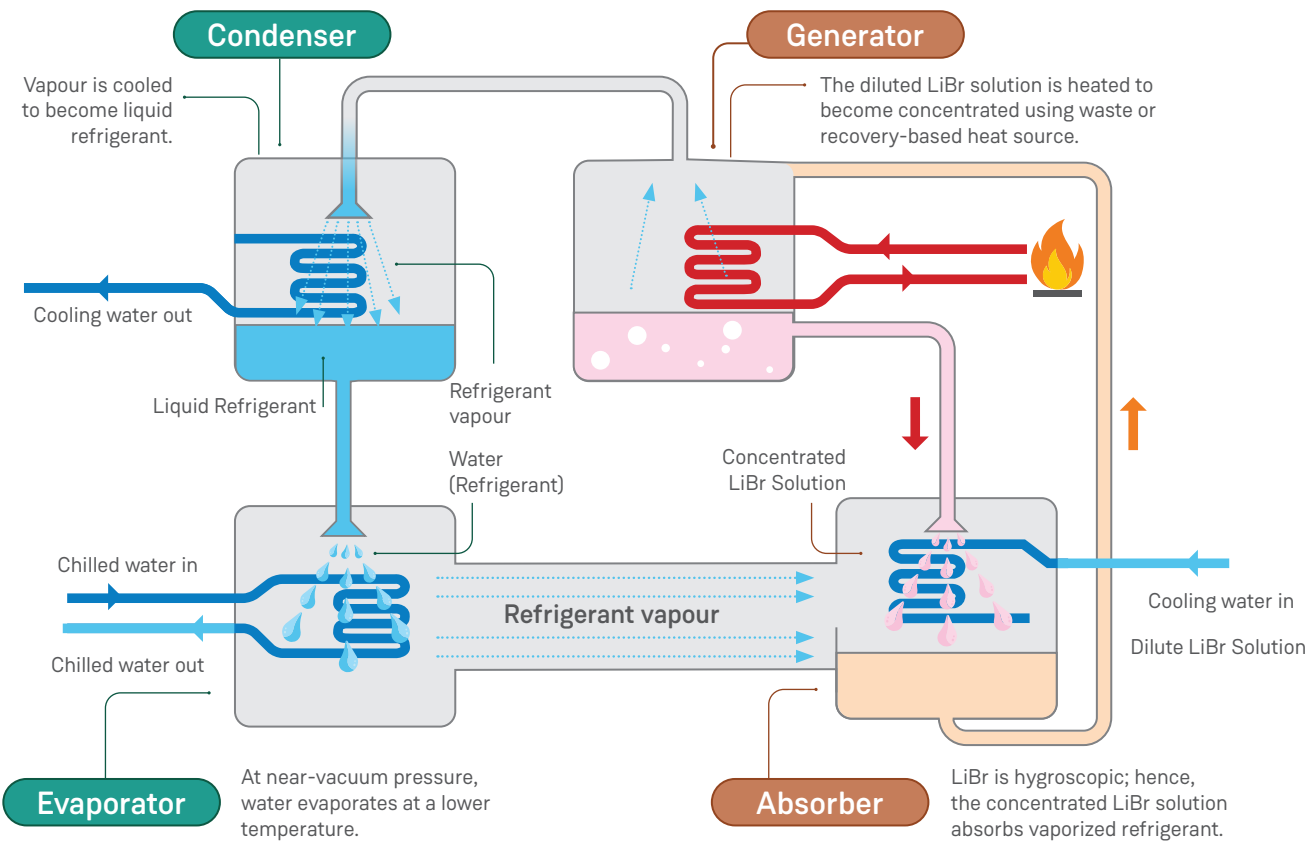 Condenser
Generator
Vapour is cooled
to become liquid
refrigerant.
The diluted LiBr solution is heated to
become concentrated using waste or
recovery-based heat source.
Cooling water out
Liquid Refrigerant
Refrigerant
vapour
Water
(Refrigerant)
Concentrated
LiBr Solution
Chilled water in
Refrigerant vapour
Cooling water in
Chilled water out
Dilute LiBr Solution
Evaporator
At near-vacuum pressure,
water evaporates at a lower
temperature.
Absorber
LiBr is hygroscopic; hence,
the concentrated LiBr solution
absorbs vaporized refrigerant.